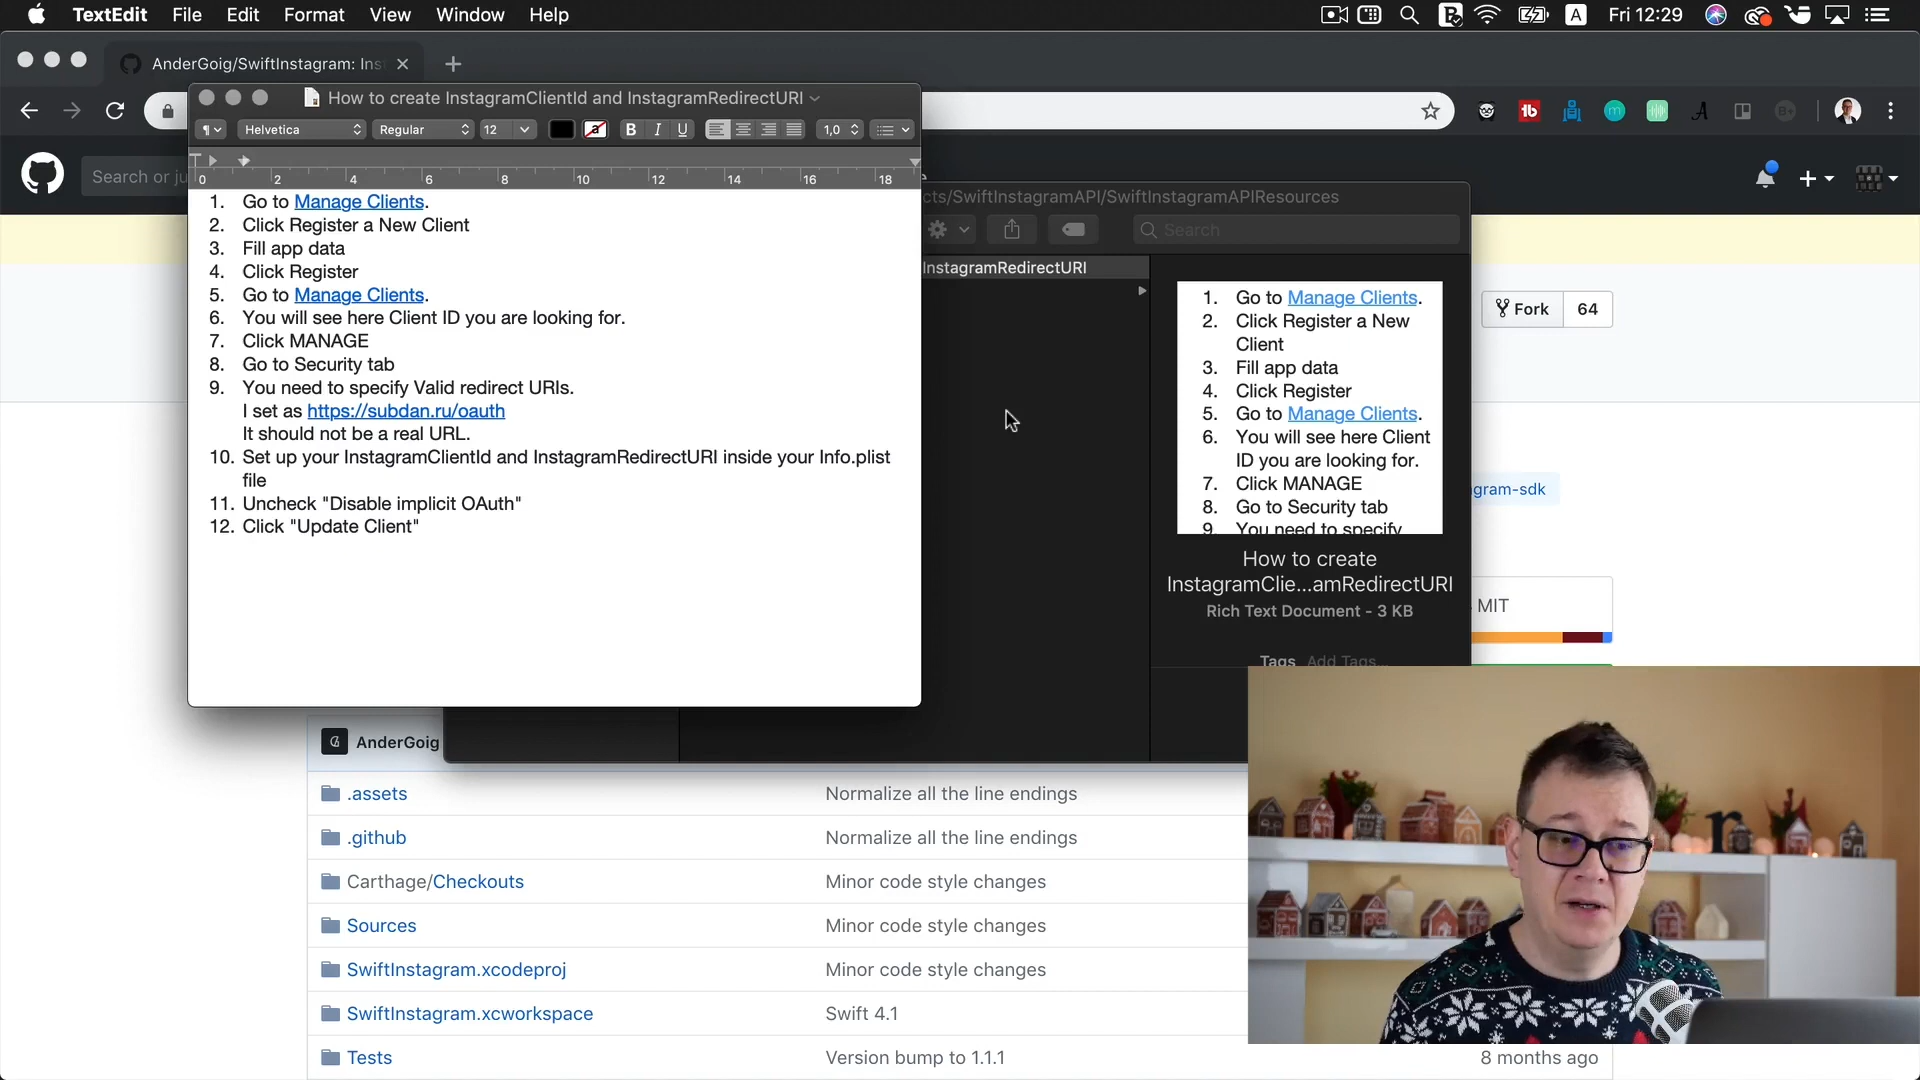 TextEdit File Edit Format View Window Help
Fri 12:29
AnderGoig/SwiftInstagram: Ins
How to create InstagramClientId and InstagramRedirectURI
Helvetica Regular 12 B I U 1,0
0 2 4 6 8 10 12 14 16 18
Search or ju
1. Go to Manage Clients.
2. Click Register a New Client
3. Fill app data
4. Click Register
5. Go to Manage Clients.
6. You will see here Client ID you are looking for.
7. Click MANAGE
8. Go to Security tab
9. You need to specify Valid redirect URIs.
I set as https://subdan.ru/oauth
It should not be a real URL.
10. Set up your InstagramClientId and InstagramRedirectURI inside your Info.plist
file
11. Uncheck "Disable implicit OAuth"
12. Click "Update Client"
cts/SwiftInstagramAPI/SwiftInstagramAPIResources
Search
InstagramRedirectURI
1. Go to Manage Clients.
2. Click Register a New
Client
3. Fill app data
4. Click Register
5. Go to Manage Clients.
6. You will see here Client
ID you are looking for.
7. Click MANAGE
8. Go to Security tab
9. You need to specify
How to create
InstagramClie...amRedirectURI
Rich Text Document - 3 KB
Tags Add Tags...
Fork 64
gram-sdk
MIT
AnderGoig
.assets Normalize all the line endings
.github Normalize all the line endings
Carthage/Checkouts Minor code style changes
Sources Minor code style changes
SwiftInstagram.xcodeproj Minor code style changes
SwiftInstagram.xcworkspace Swift 4.1
Tests Version bump to 1.1.1 8 months ago